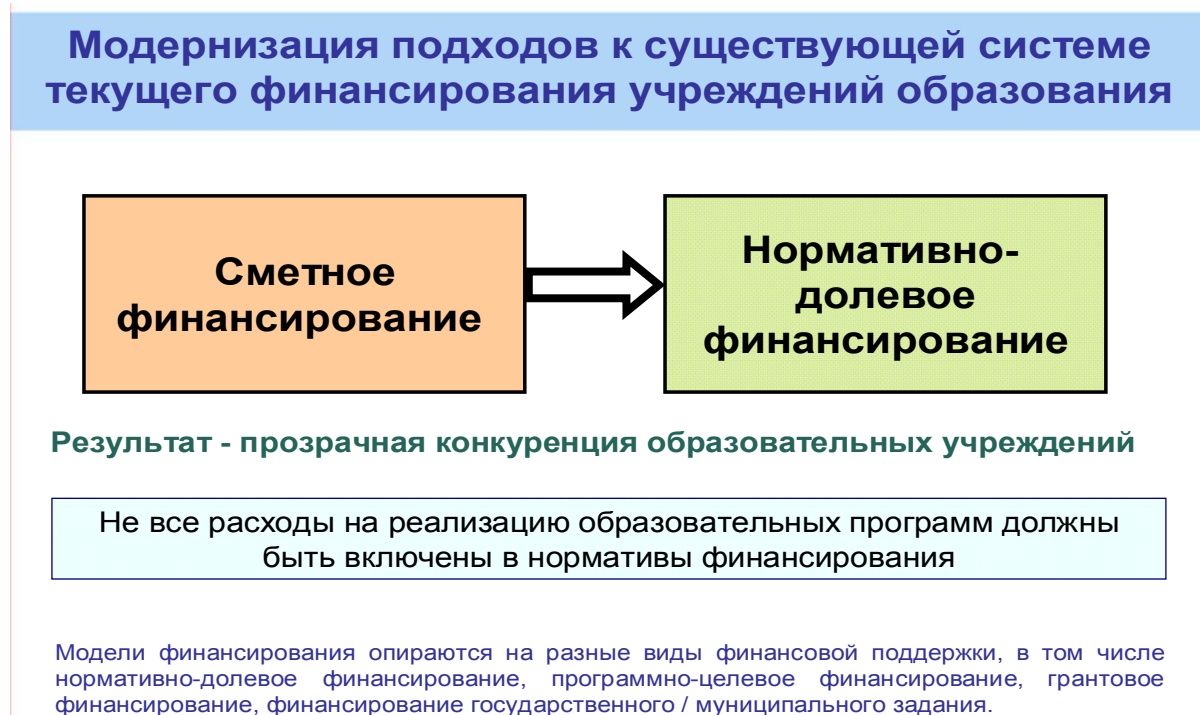 Модернизация подходов к существующей системе
текущего финансирования учреждений образования
Сметное
финансирование
Нормативно-
долевое
финансирование
Результат - прозрачная конкуренция образовательных учреждений
Не все расходы на реализацию образовательных программ должны
быть включены в нормативы финансирования
Модели финансирования опираются на разные виды финансовой поддержки, в том числе
нормативно-долевое финансирование, программно-целевое финансирование, грантовое
финансирование, финансирование государственного / муниципального задания.